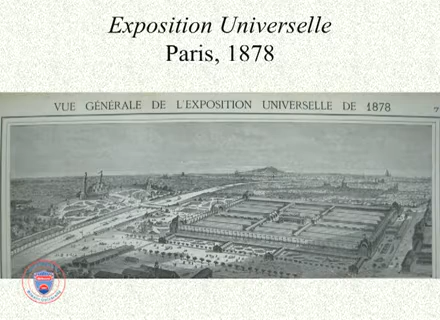 Exposition Universelle
Paris, 1878
VUE GÉNÉRALE DE L'EXPOSITION UNIVERSELLE DE 1878